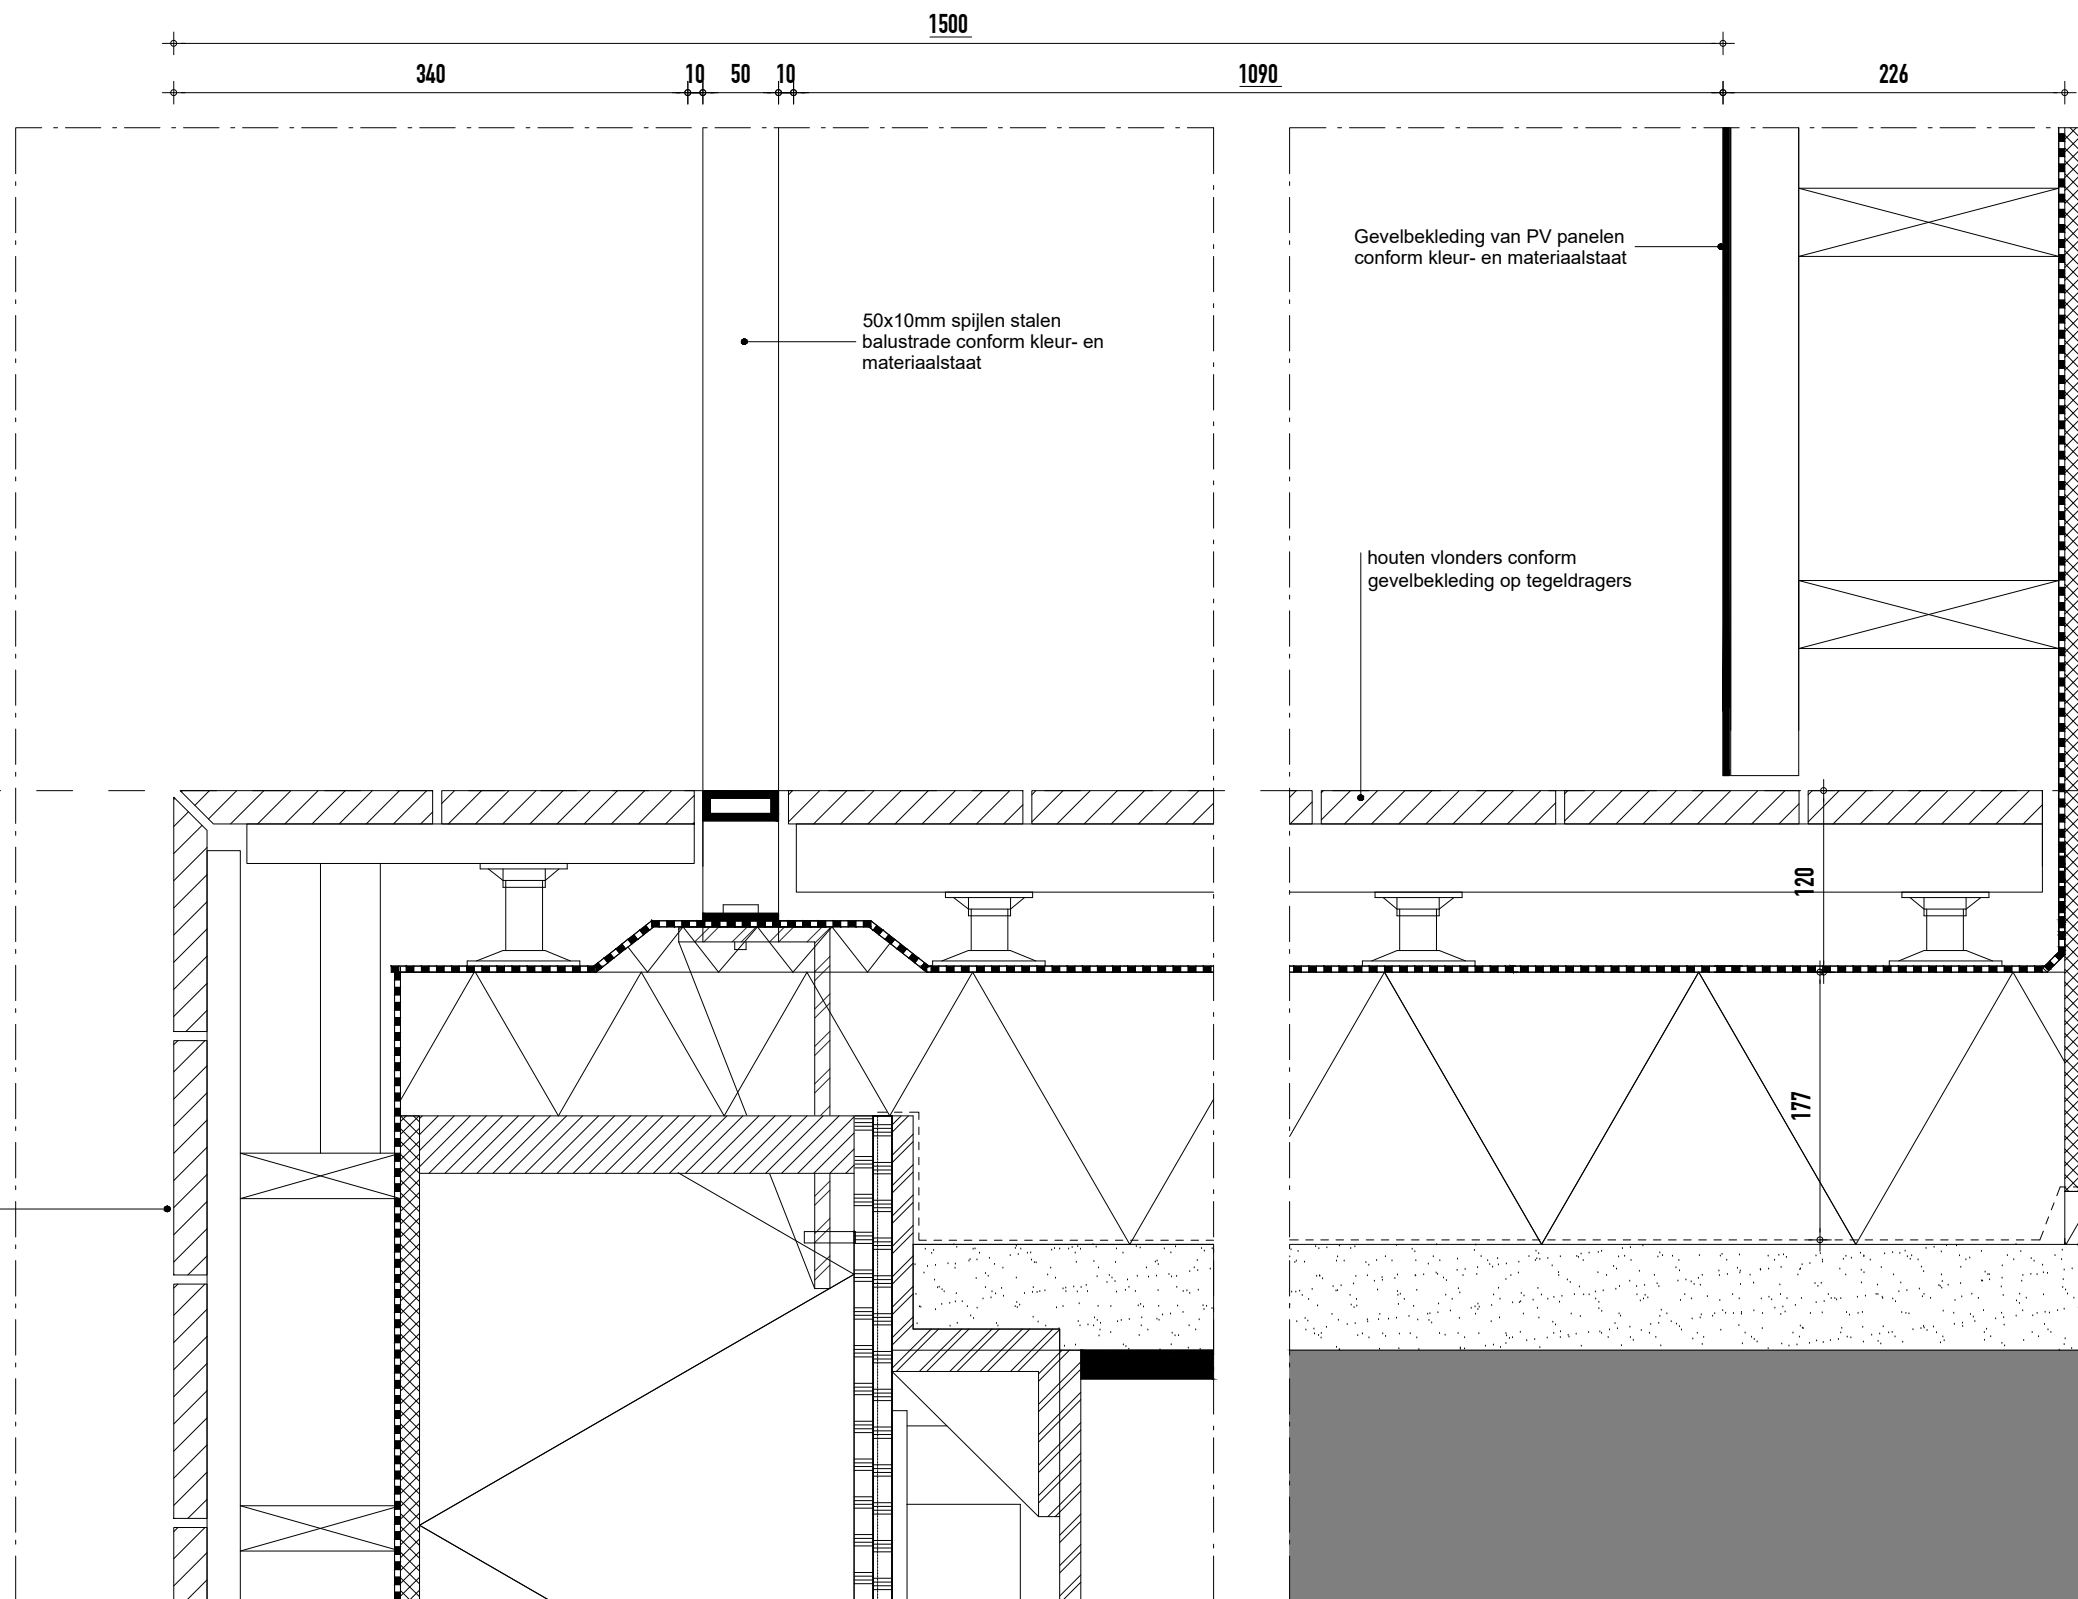 1500
340
10
50
10
1090
226
Gevelbekleding van PV panelen
conform kleur- en materiaalstaat
50x10mm spijlen stalen
balustrade conform kleur- en
materiaalstaat
houten vlonders conform
gevelbekleding op tegeldragers
120
177